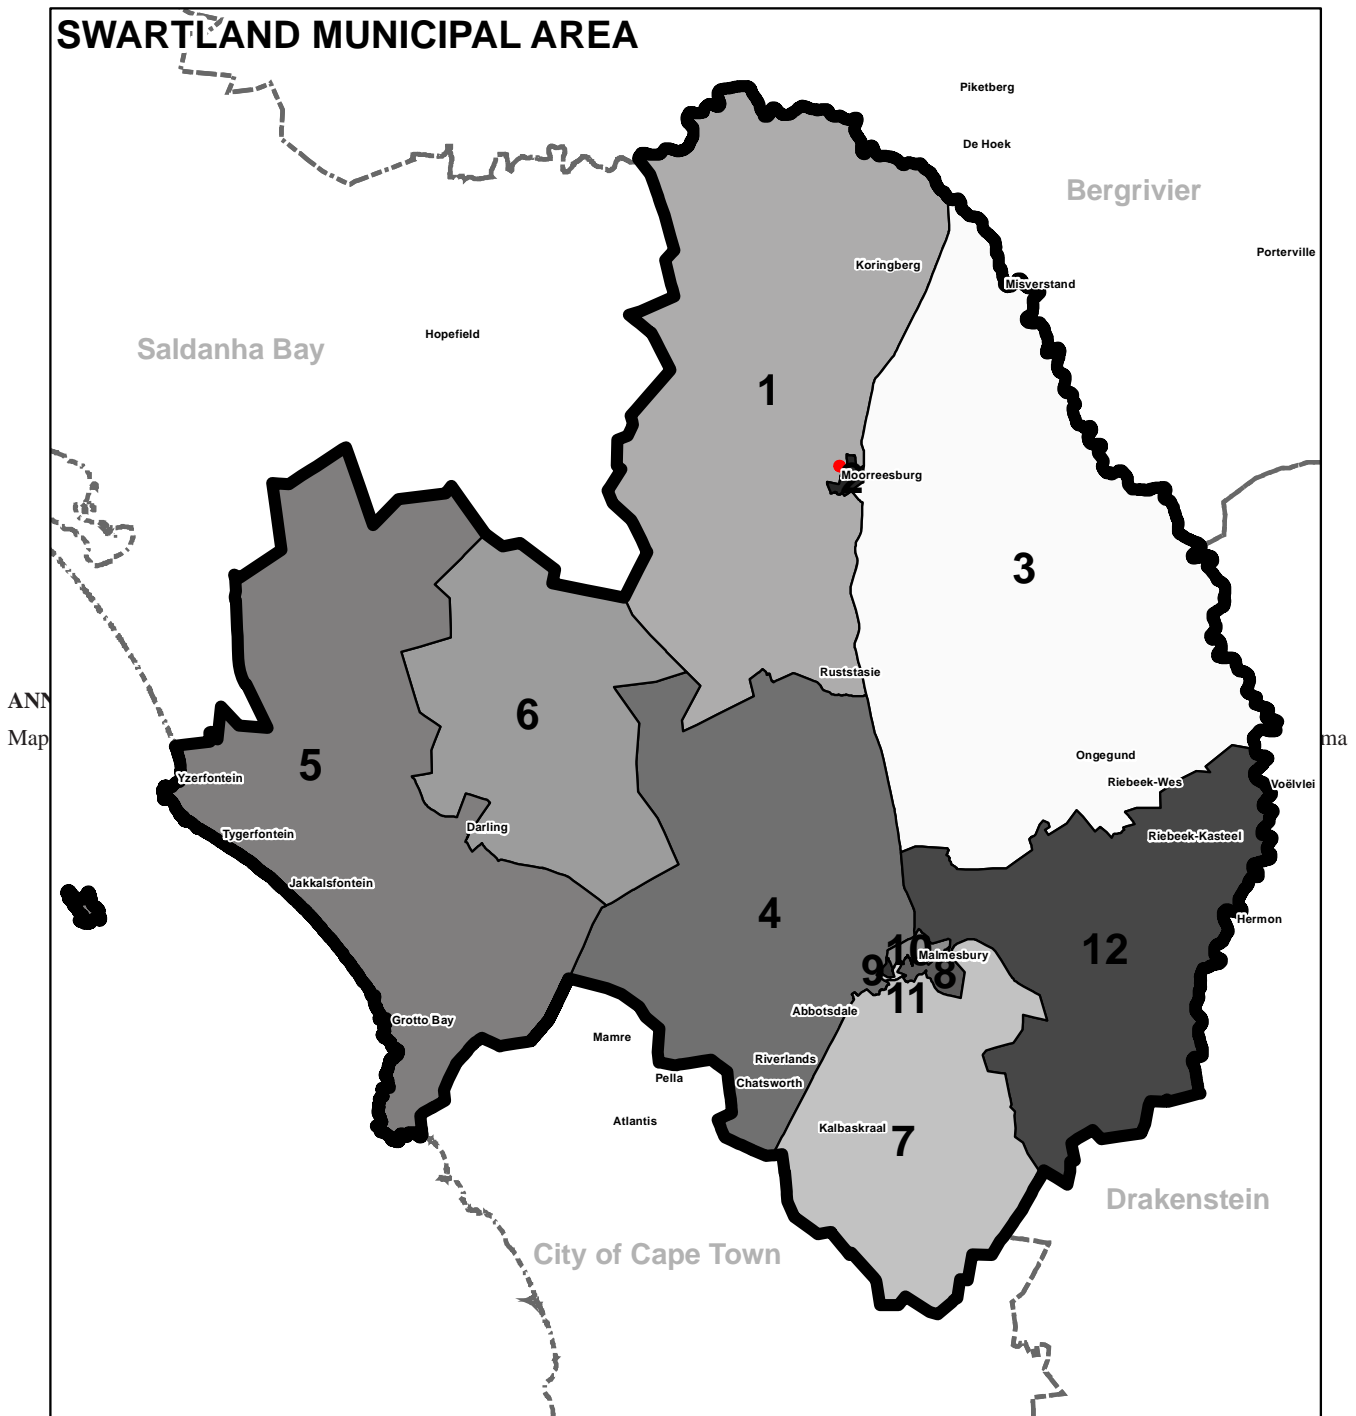 SWARTLAND MUNICIPAL AREA
Piketberg
De Hoek
Bergrivier
Porterville
Koringberg
Misverstand
Hopefield
Saldanha Bay
1
Moorreesburg
2
3
Ruststasie
ANN
6
Map
ma
5
Ongegund
Yzerfontein
Riebeek-Wes
Voëlvlei
Tygerfontein
Darling
Riebeek-Kasteel
Jakkalsfontein
4
Hermon
10
12
Malmesbury
9
8
11
Abbotsdale
Grotto Bay
Mamre
Riverlands
Pella
Chatsworth
Atlantis
Kalbaskraal
7
Drakenstein
City of Cape Town